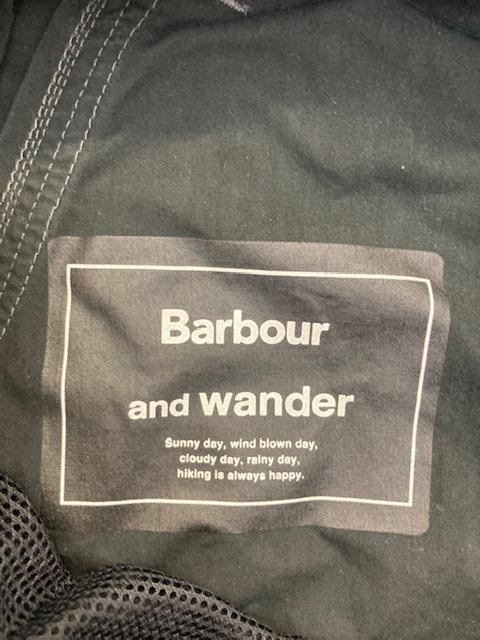 Barbour
and wander
Sunny day, wind blown day,
cloudy day, rainy day,
hiking is always happy.